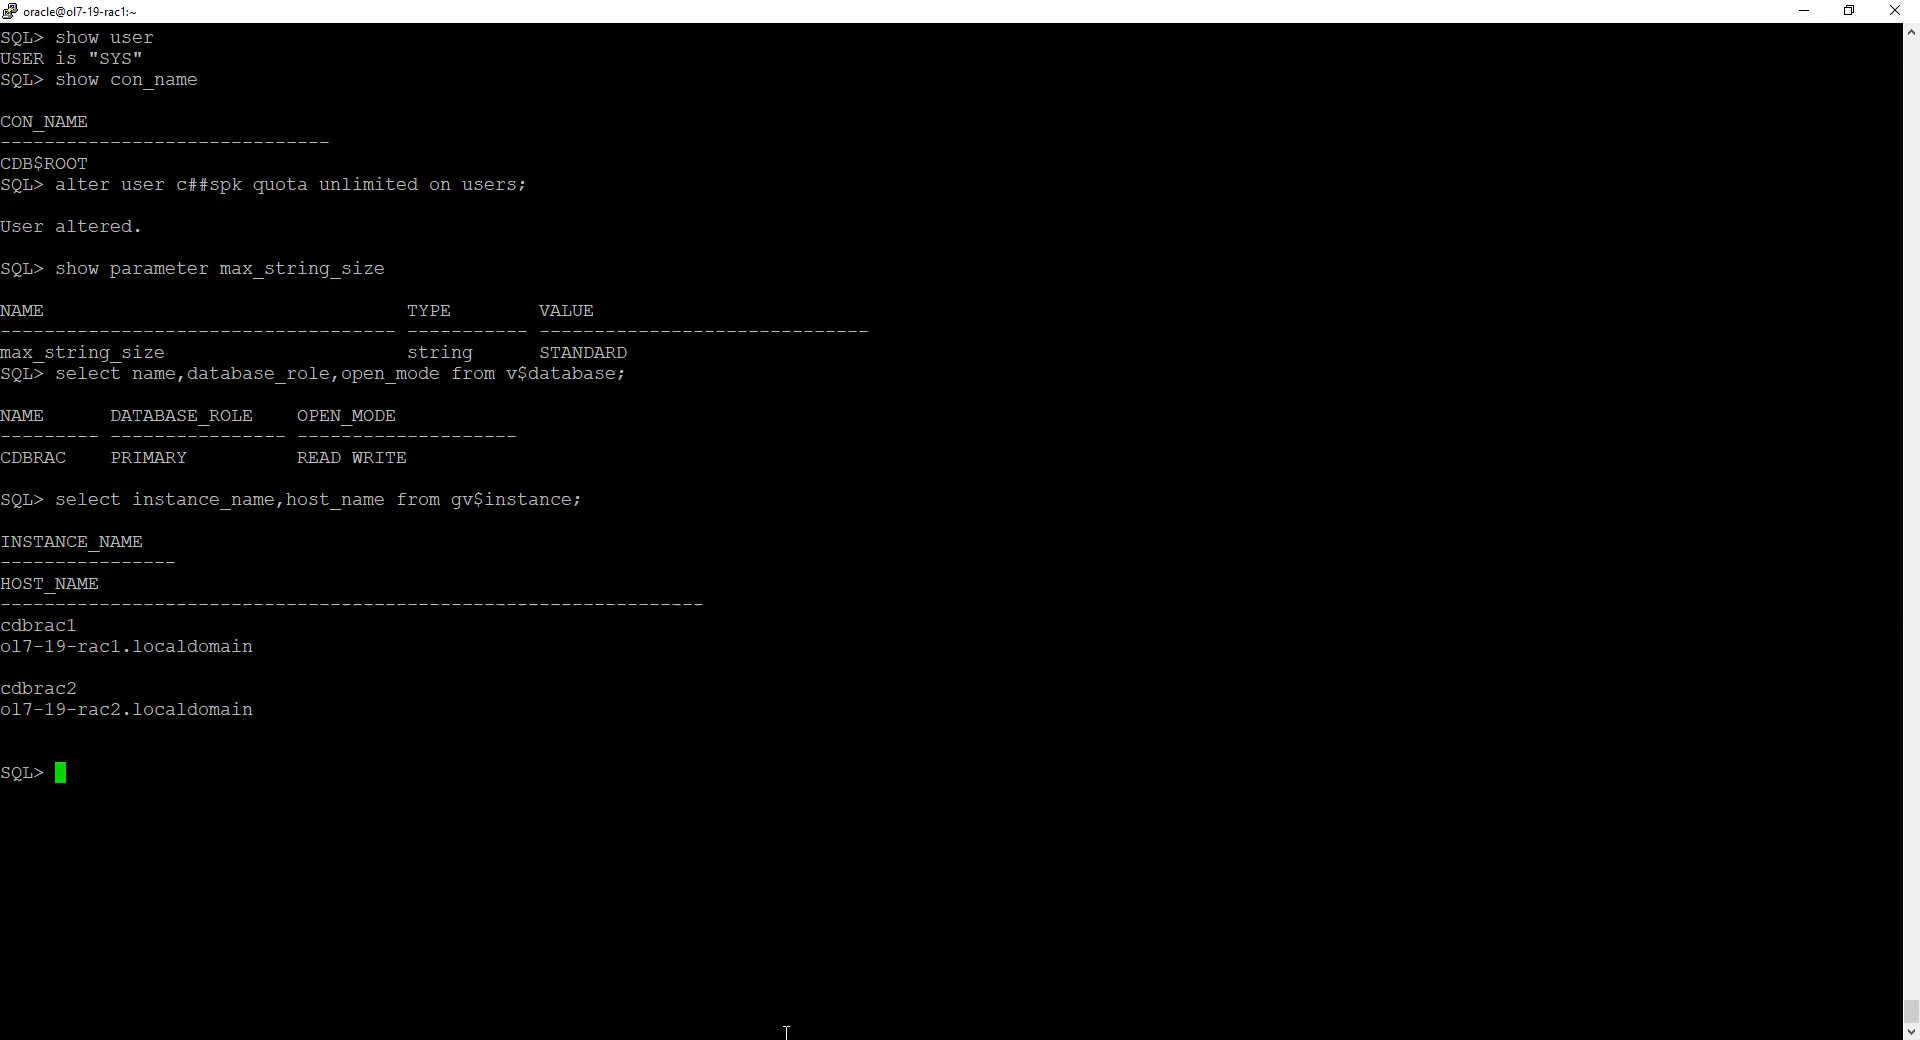 oracle@ol7-19-rac1:~
SQL> show user
USER is "SYS"
SQL> show con_name
CON_NAME
------------------------------
CDB$ROOT
SQL> alter user c##spk quota unlimited on users;
User altered.
SQL> show parameter max_string_size
NAME                                 TYPE        VALUE
------------------------------------ ----------- ------------------------------
max_string_size                      string      STANDARD
SQL> select name,database_role,open_mode from v$database;
NAME      DATABASE_ROLE    OPEN_MODE
--------- ---------------- --------------------
CDBRAC    PRIMARY          READ WRITE
SQL> select instance_name,host_name from gv$instance;
INSTANCE_NAME
----------------
HOST_NAME
----------------------------------------------------------------
cdbrac1
ol7-19-rac1.localdomain
cdbrac2
ol7-19-rac2.localdomain
SQL>